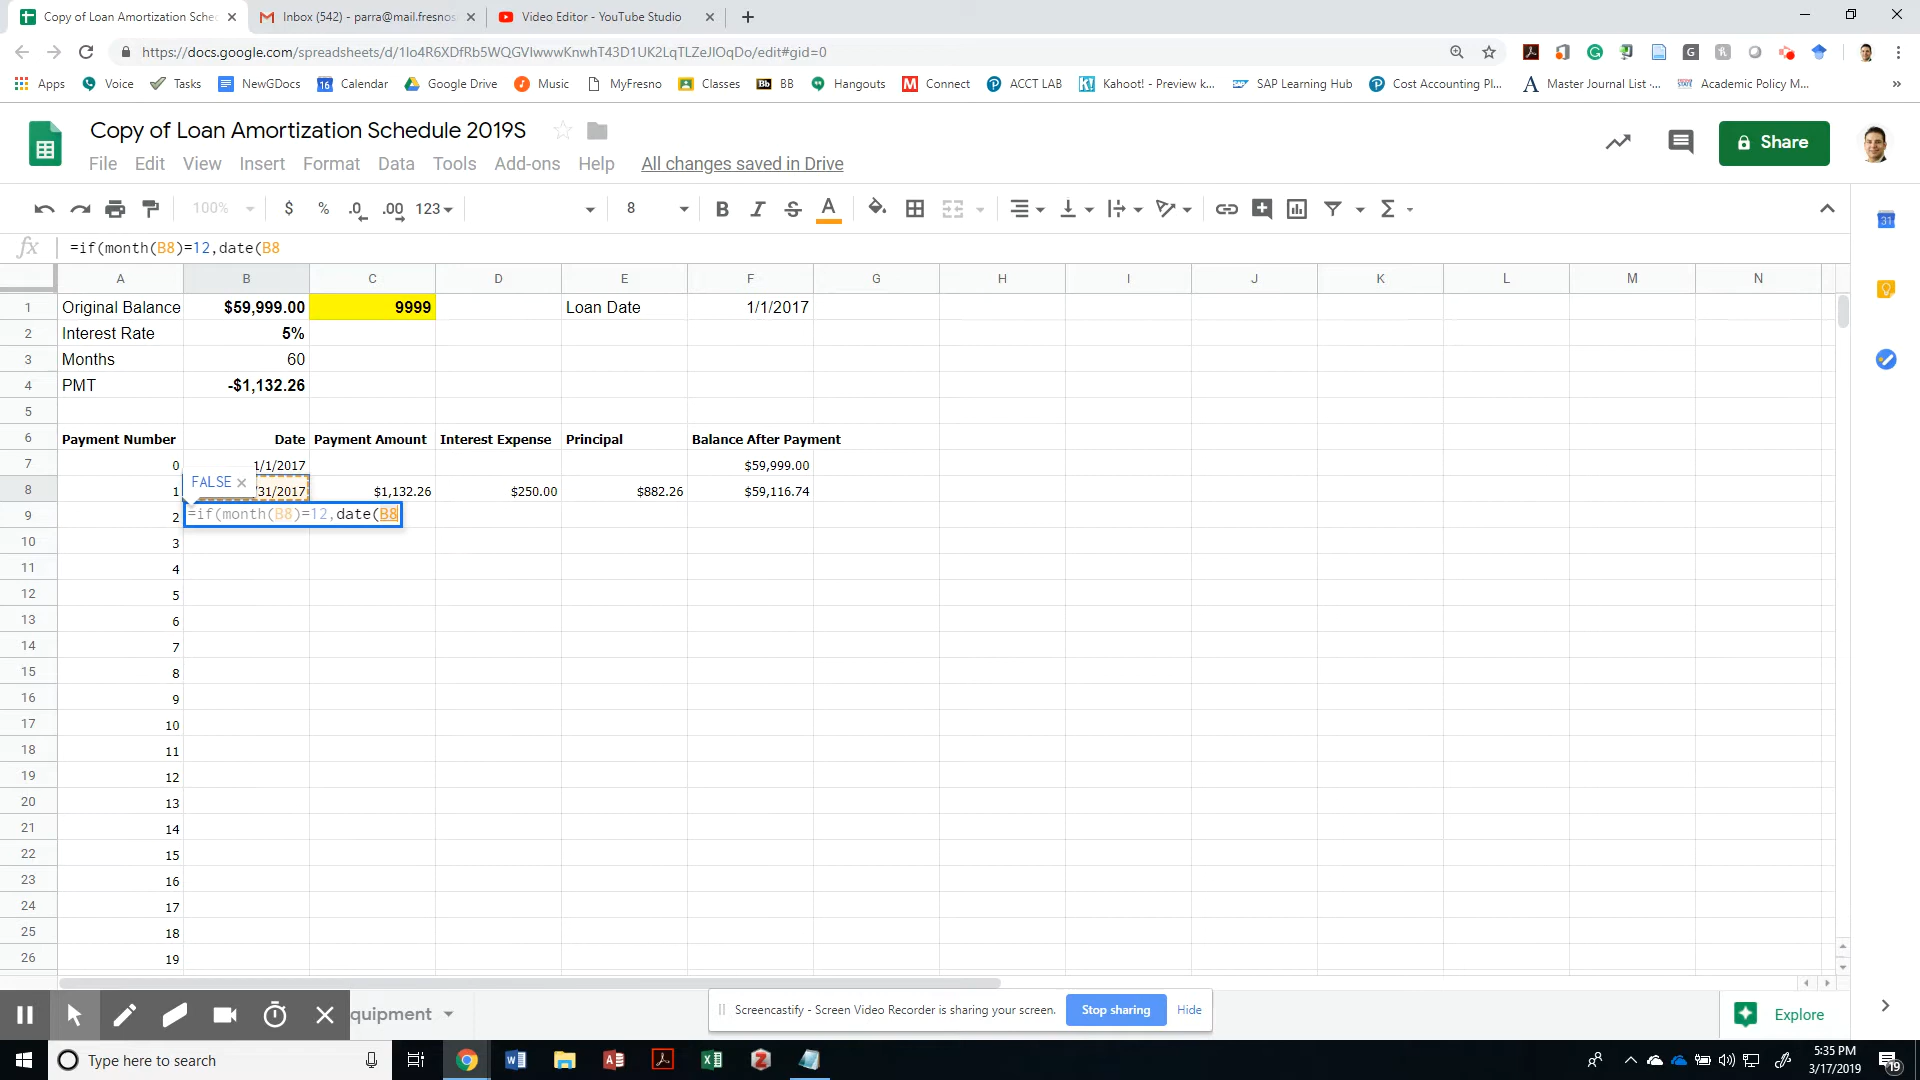 Copy of Loan Amortization Sche
Inbox (542) - parra@mail.fresnos
Video Editor - YouTube Studio
https://docs.google.com/spreadsheets/d/1Io4R6XDfRb5WQGVIwwwKnwhT43D1UK2LqTLZeJIOqDo/edit#gid=0
Apps Voice Tasks NewGDocs Calendar Google Drive Music MyFresno Classes BB Hangouts Connect ACCT LAB Kahoot! - Preview k... SAP Learning Hub Cost Accounting Pl... Master Journal List -... Academic Policy M... »
Copy of Loan Amortization Schedule 2019S
Share
File Edit View Insert Format Data Tools Add-ons Help All changes saved in Drive
100% $ % .0 .00 123 8 B I S A Σ
fx =if(month(B8)=12,date(B8
A B C D E F G H I J K L M N
1 Original Balance $59,999.00 9999 Loan Date 1/1/2017
2 Interest Rate 5%
3 Months 60
4 PMT -$1,132.26
5
6 Payment Number Date Payment Amount Interest Expense Principal Balance After Payment
7 0 1/1/2017 $59,999.00
FALSE ×
8 1 /31/2017 $1,132.26 $250.00 $882.26 $59,116.74
9 2 =if(month(B8)=12,date(B8
10 3
11 4
12 5
13 6
14 7
15 8
16 9
17 10
18 11
19 12
20 13
21 14
22 15
23 16
24 17
25 18
26 19
quipment
Screencastify - Screen Video Recorder is sharing your screen. Stop sharing Hide
Explore
Type here to search
5:35 PM
3/17/2019
19